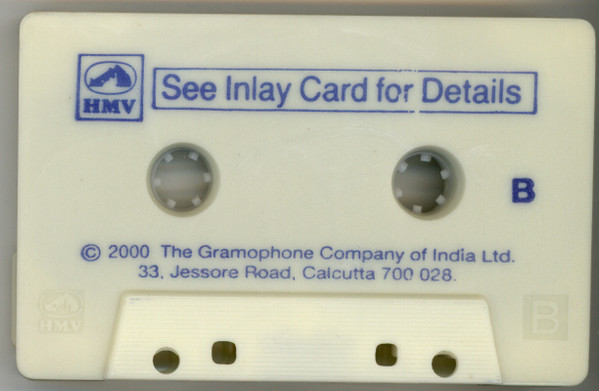 HMV
See Inlay Card for Details
B
© 2000 The Gramophone Company of India Ltd.
33, Jessore Road, Calcutta 700 028.
HMV
B